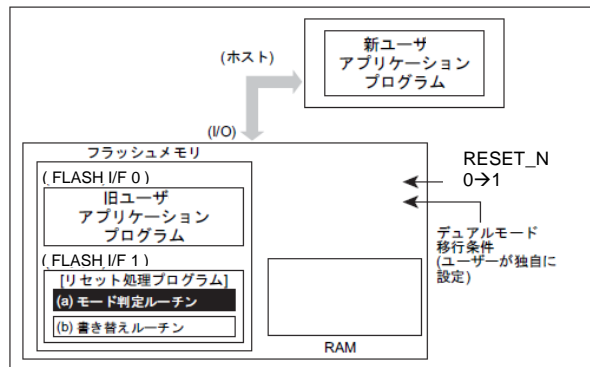 新ユーザ
アプリケーション
プログラム
(ホスト)
(I/O)
フラッシュメモリ
( FLASH I/F 0 )
旧ユーザ
アプリケーション
プログラム
( FLASH I/F 1 )
[リセット処理プログラム]
(a) モード判定ルーチン
(b) 書き替えルーチン
RAM
RESET_N
0→1
デュアルモード
移行条件
(ユーザーが独自に
設定)